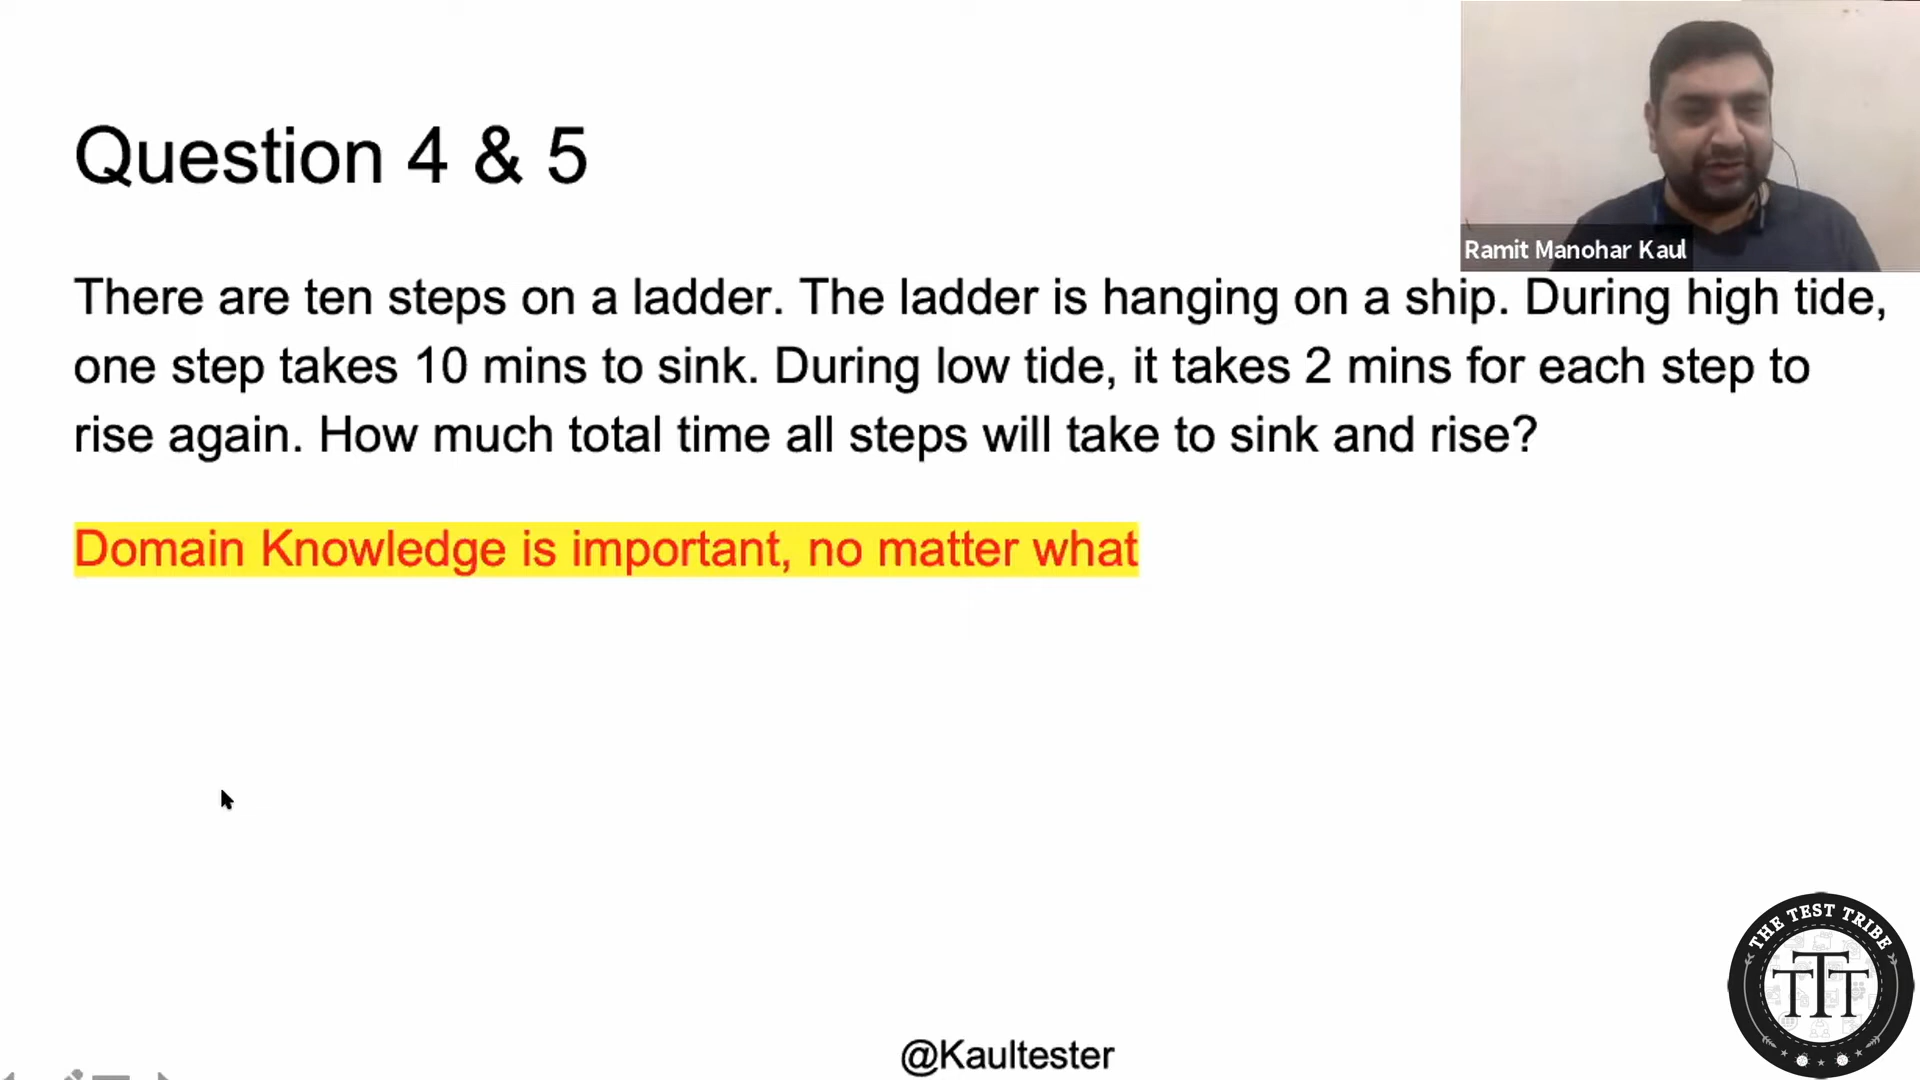 Question 4 & 5
Ramit Manohar Kaul
There are ten steps on a ladder. The ladder is hanging on a ship. During high tide,
one step takes 10 mins to sink. During low tide, it takes 2 mins for each step to
rise again. How much total time all steps will take to sink and rise?
Domain Knowledge is important, no matter what
THE TEST TRIBE
TTT
@Kaultester